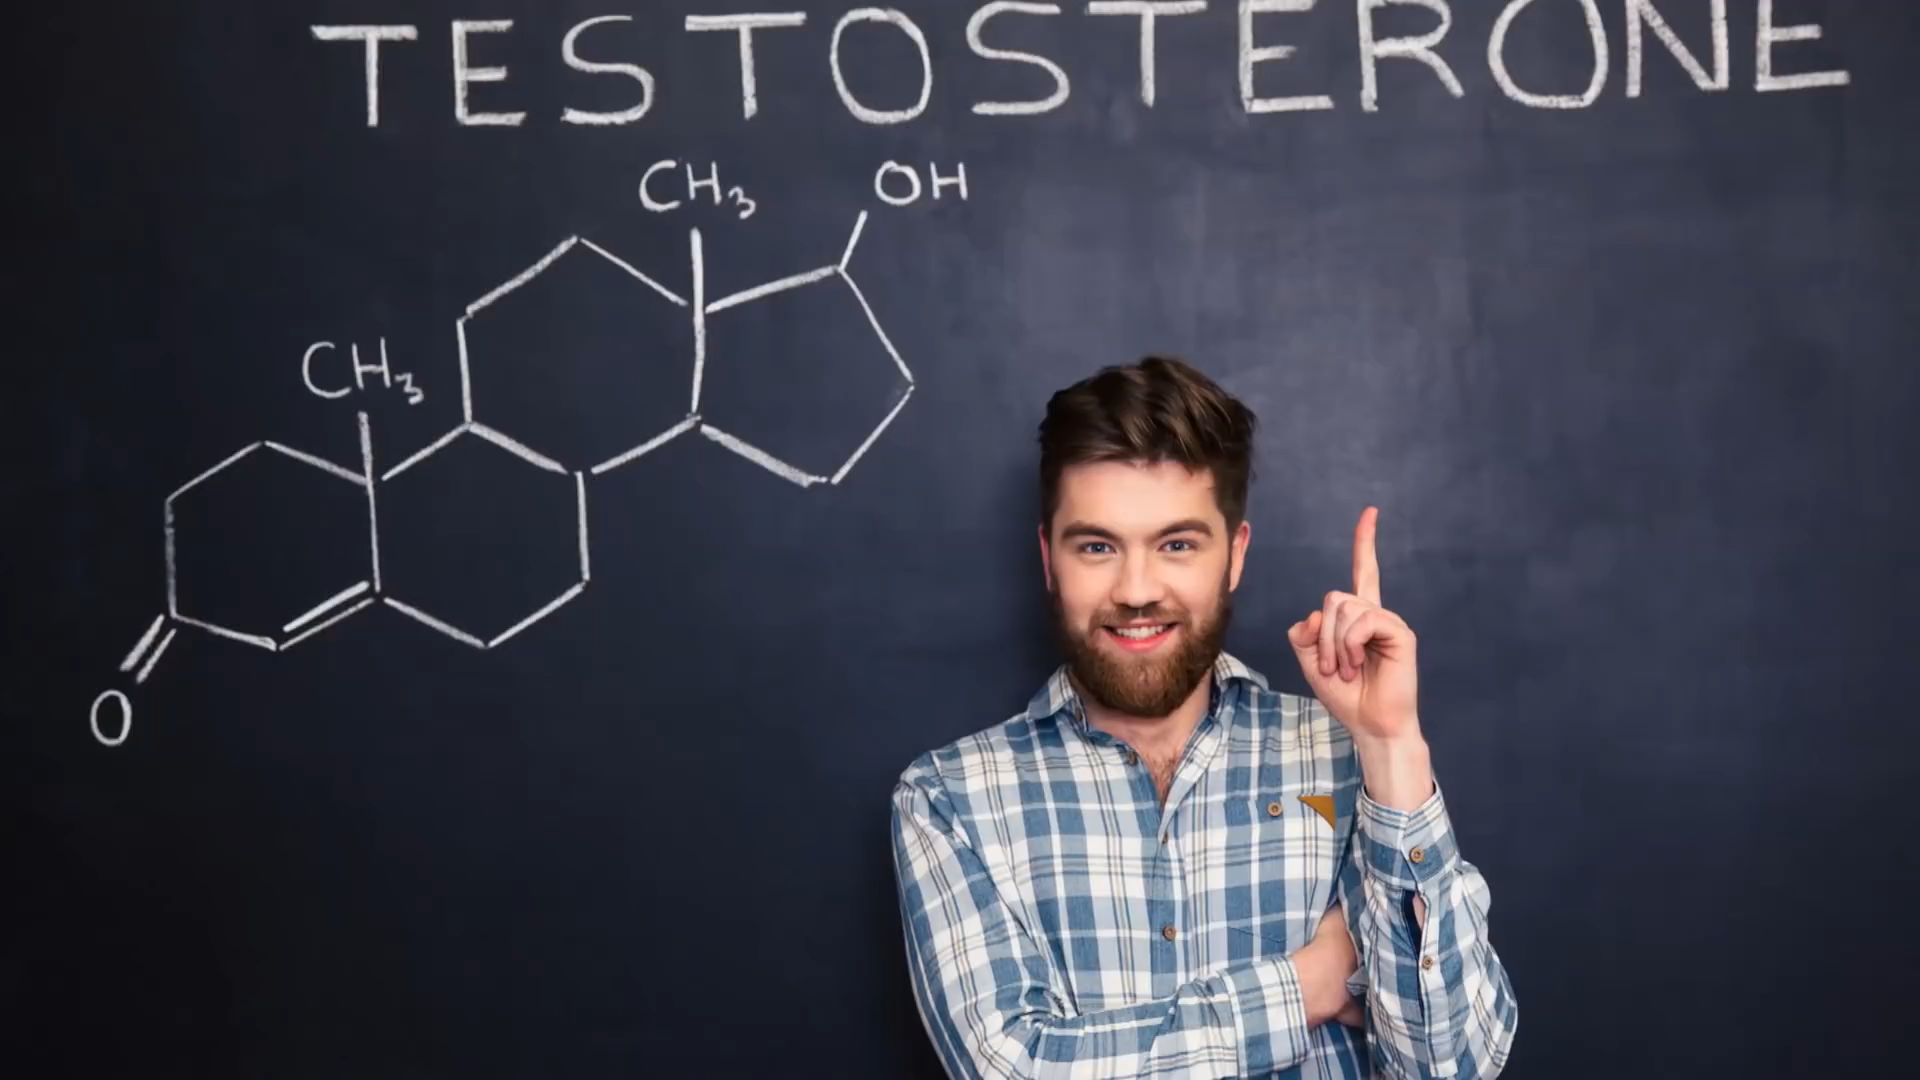 TESTOSTERONE
CH₃
OH
CH₃
O